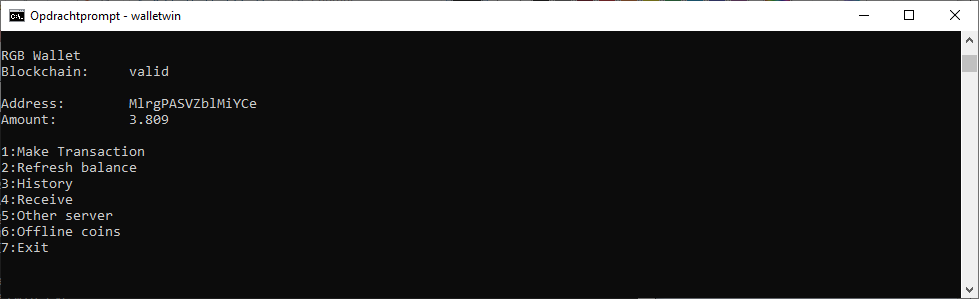 Opdrachtprompt - walletwin
RGB Wallet
Blockchain: valid
Address: MlrgPASVZblMiYCe
Amount: 3.809
1:Make Transaction
2:Refresh balance
3:History
4:Receive
5:Other server
6:Offline coins
7:Exit